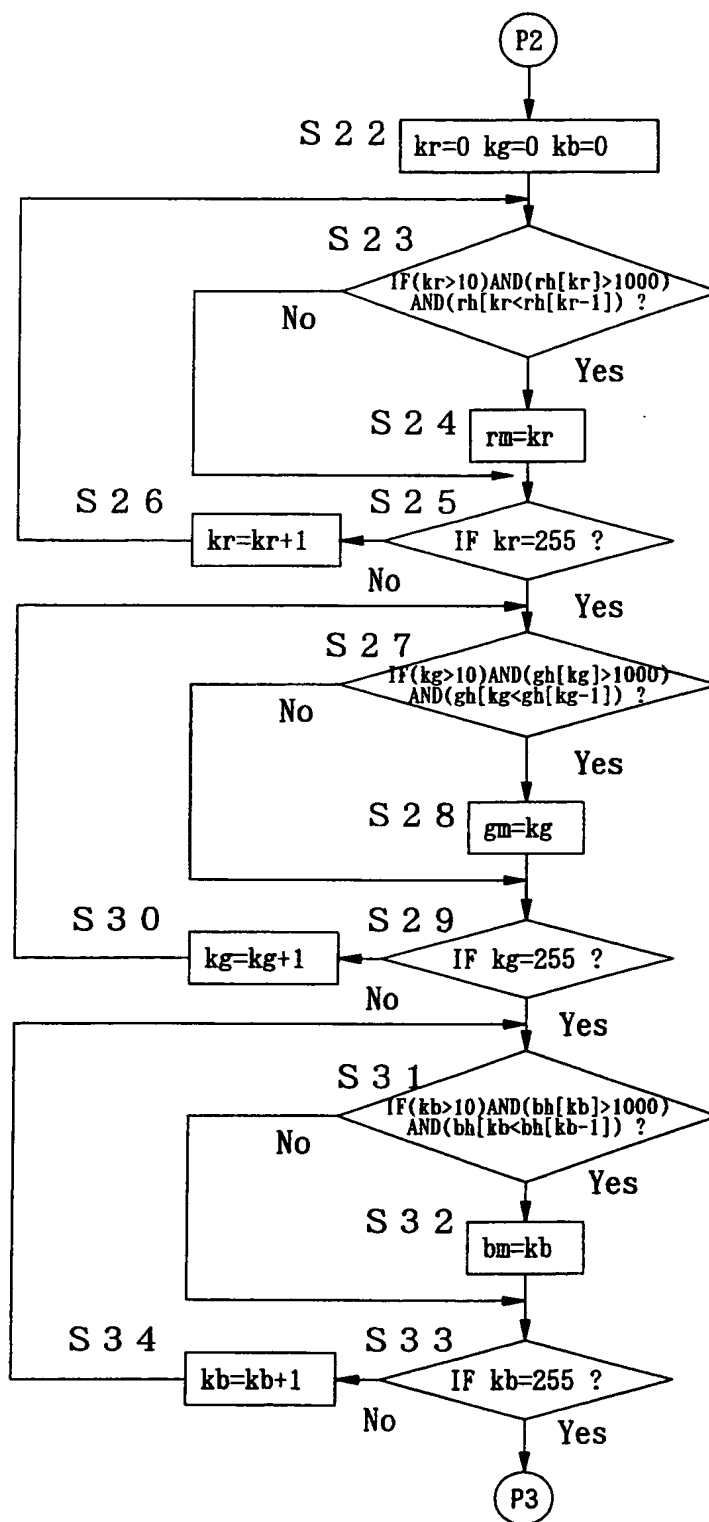 P2
S22
kr=0 kg=0 kb=0
S23
IF(kr>10)AND(rh[kr]>1000)
AND(rh[kr<rh[kr-1]) ?
No
Yes
S24
rm=kr
S26
S25
kr=kr+1
IF kr=255 ?
No
Yes
S27
IF(kg>10)AND(gh[kg]>1000)
AND(gh[kg<gh[kg-1]) ?
No
Yes
S28
gm=kg
S30
S29
kg=kg+1
IF kg=255 ?
No
Yes
S31
IF(kb>10)AND(bh[kb]>1000)
AND(bh[kb<bh[kb-1]) ?
No
Yes
S32
bm=kb
S34
S33
kb=kb+1
IF kb=255 ?
No
Yes
P3